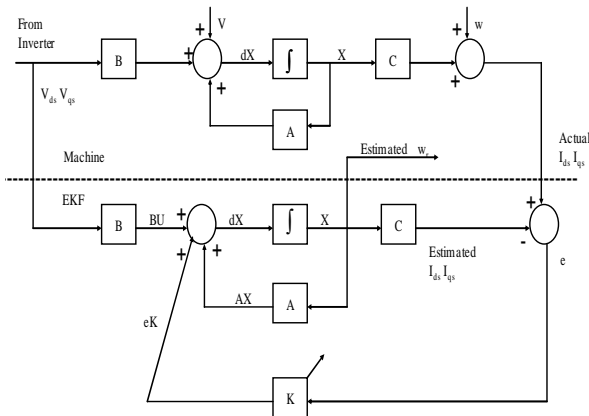 From
Inverter
V
w
B
dX
∫
X
C
V_ds V_qs
A
Machine
Estimated w_r
Actual
I_ds I_qs
EKF
B
BU
dX
∫
X
C
Estimated
I_ds I_qs
e
AX
A
eK
K